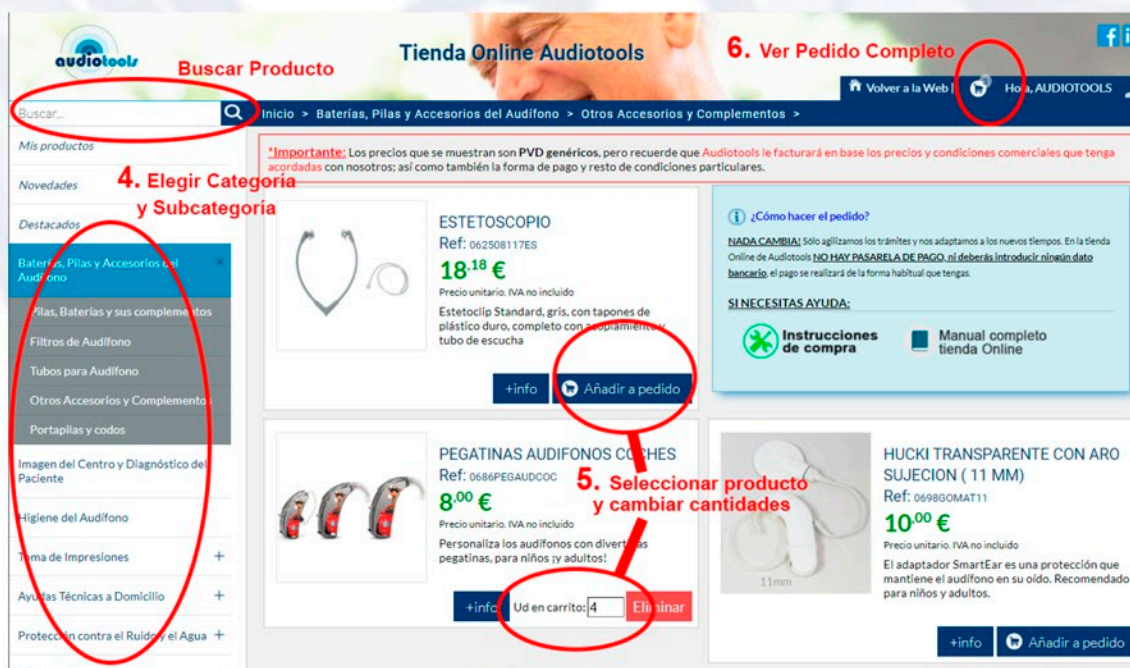 audiotools
Tienda Online Audiotools
6. Ver Pedido Completo
Buscar Producto
Volver a la Web |
Hola, AUDIOTOOLS
Buscar...
Inicio > Baterías, Pilas y Accesorios del Audífono > Otros Accesorios y Complementos >
Mis productos
Novedades
Destacados
4. Elegir Categoría
y Subcategoría
Baterías, Pilas y Accesorios del
Audífono
Pilas, Baterías y sus complementos
Filtros de Audífono
Tubos para Audífono
Otros Accesorios y Complementos
Portapilas y codos
Imagen del Centro y Diagnóstico del
Paciente
Higiene del Audífono
Toma de Impresiones +
Ayudas Técnicas a Domicilio +
Protección contra el Ruido y el Agua +
*Importante: Los precios que se muestran son PVD genéricos, pero recuerde que Audiotools le facturará en base los precios y condiciones comerciales que tenga
acordadas con nosotros; así como también la forma de pago y resto de condiciones particulares.
ESTETOSCOPIO
Ref: 062508117ES
18.18 €
Precio unitario. IVA no incluido
Estetoclip Standard, gris, con tapones de
plástico duro, completo con acoplamiento y
tubo de escucha
+info
Añadir a pedido
¿Cómo hacer el pedido?
NADA CAMBIA! Sólo agilizamos los trámites y nos adaptamos a los nuevos tiempos. En la tienda
Online de Audiotools NO HAY PASARELA DE PAGO, ni deberás introducir ningún dato
bancario, el pago se realizará de la forma habitual que tengas.
SI NECESITAS AYUDA:
Instrucciones
de compra
Manual completo
tienda Online
PEGATINAS AUDIFONOS COCHES
Ref: 0686PEGAUDCOC
8.00 €
Precio unitario. IVA no incluido
Personaliza los audífonos con divertidas
pegatinas, para niños ¡y adultos!
+info
Ud en carrito: 4
Eliminar
5. Seleccionar producto
y cambiar cantidades
11mm
HUCKI TRANSPARENTE CON ARO
SUJECION ( 11 MM)
Ref: 0698GOMAT11
10.00 €
Precio unitario. IVA no incluido
El adaptador SmartEar es una protección que
mantiene el audífono en su oído. Recomendado
para niños y adultos.
+info
Añadir a pedido